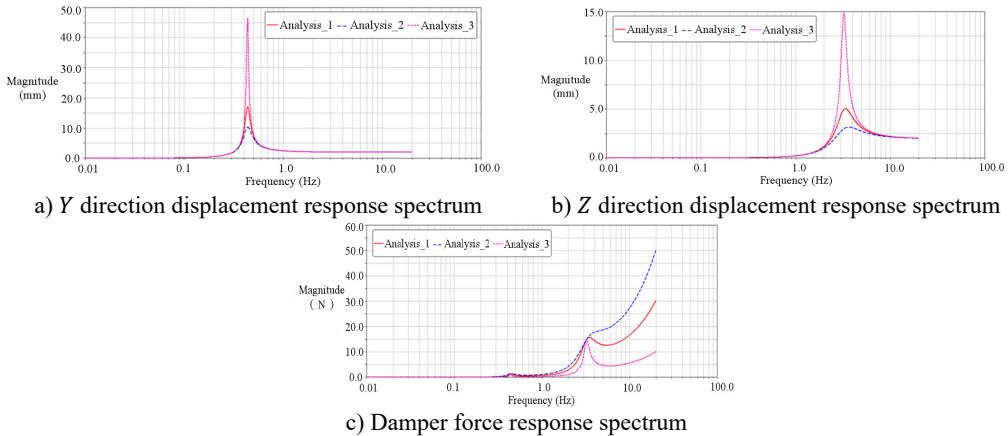 50.0
Analysis_1 Analysis_2 Analysis_3
40.0
30.0
Magnitude
(mm)
20.0
10.0
0.0
0.01 0.1 1.0 10.0 100.0
Frequency (Hz)
a) Y direction displacement response spectrum
15.0
Analysis_1 Analysis_2 Analysis_3
10.0
Magnitude
(mm)
5.0
0.0
0.01 0.1 1.0 10.0 100.0
Frequency (Hz)
b) Z direction displacement response spectrum
60.0
Analysis_1 Analysis_2 Analysis_3
50.0
40.0
Magnitude
( N )
30.0
20.0
10.0
0.0
0.01 0.1 1.0 10.0 100.0
Frequency (Hz)
c) Damper force response spectrum